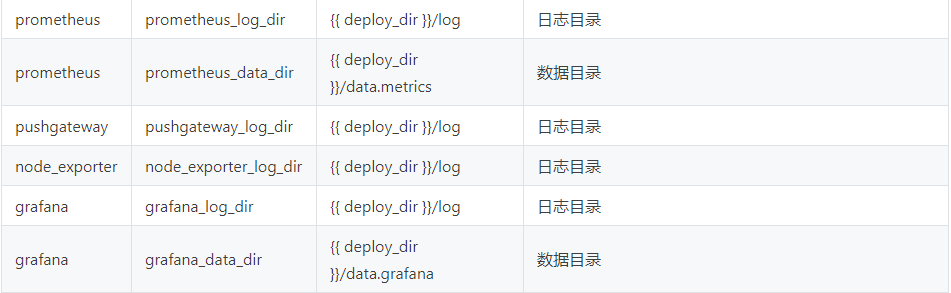 prometheus prometheus_log_dir {{ deploy_dir }}/log 日志目录
prometheus prometheus_data_dir {{ deploy_dir
}}/data.metrics 数据目录
pushgateway pushgateway_log_dir {{ deploy_dir }}/log 日志目录
node_exporter node_exporter_log_dir {{ deploy_dir }}/log 日志目录
grafana grafana_log_dir {{ deploy_dir }}/log 日志目录
grafana grafana_data_dir {{ deploy_dir
}}/data.grafana 数据目录